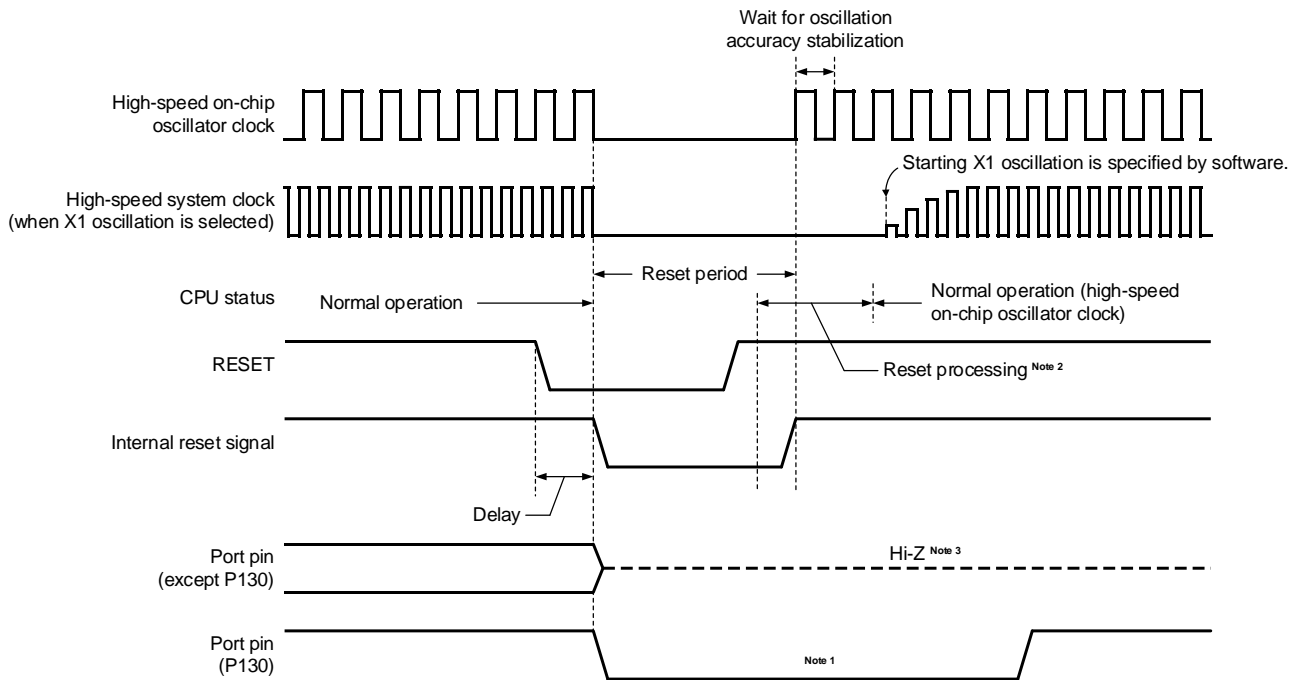 Wait for oscillation
accuracy stabilization
High-speed on-chip
oscillator clock
Starting X1 oscillation is specified by software.
High-speed system clock
(when X1 oscillation is selected)
Reset period
CPU status
Normal operation
Normal operation (high-speed
on-chip oscillator clock)
RESET
Reset processing Note 2
Internal reset signal
Delay
Port pin
(except P130)
Hi-Z Note 3
Port pin
(P130)
Note 1